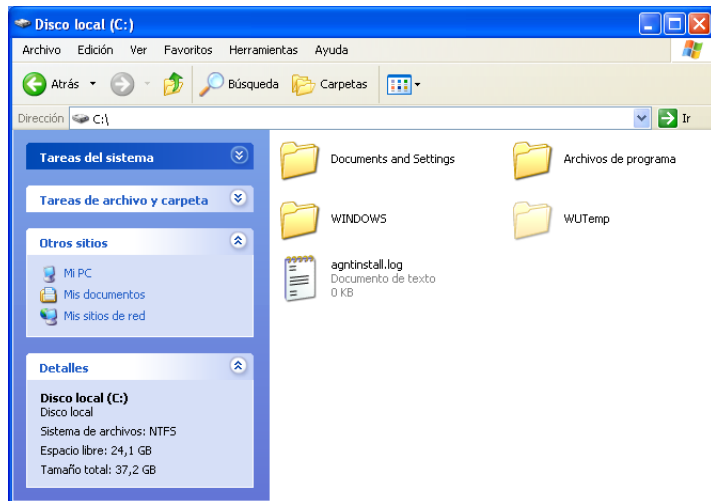 Disco local (C:)
Archivo Edición Ver Favoritos Herramientas Ayuda
Atrás Búsqueda Carpetas
Dirección C:\ Ir
Tareas del sistema
Tareas de archivo y carpeta
Otros sitios
Mi PC
Mis documentos
Mis sitios de red
Detalles
Disco local (C:)
Disco local
Sistema de archivos: NTFS
Espacio libre: 24,1 GB
Tamaño total: 37,2 GB
Documents and Settings
Archivos de programa
WINDOWS
WUTemp
agntinstall.log
Documento de texto
0 KB